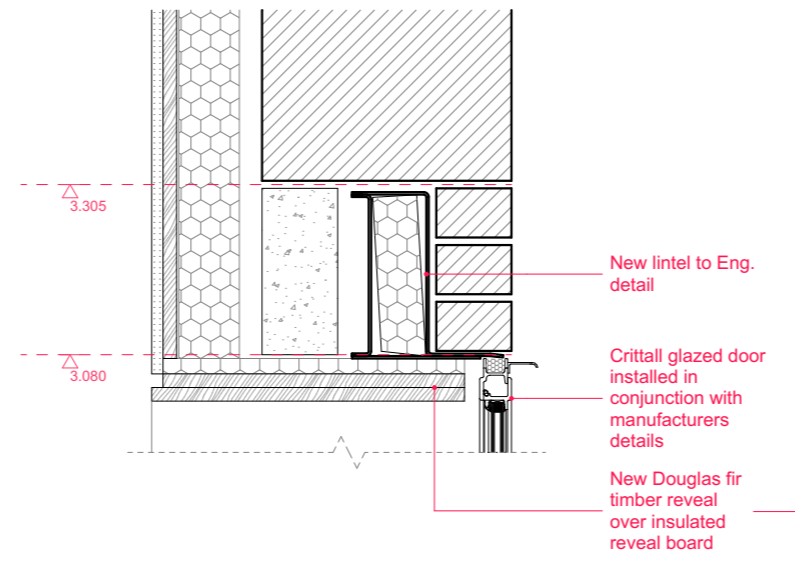 3.305
New lintel to Eng.
detail
3.080
Crittall glazed door
installed in
conjunction with
manufacturers
details
New Douglas fir
timber reveal
over insulated
reveal board